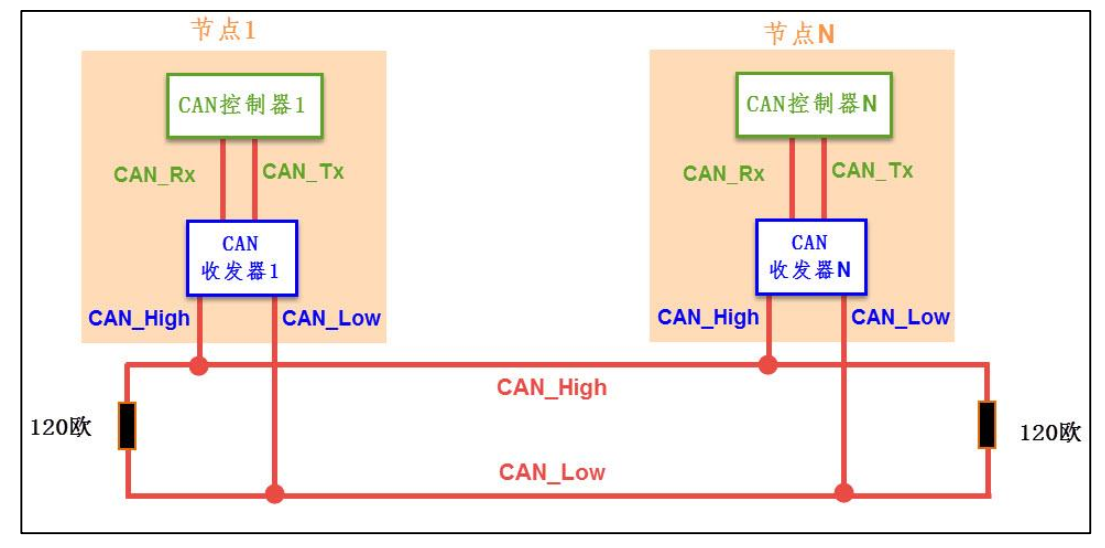 节点1
节点N
CAN控制器1
CAN控制器N
CAN_Rx
CAN_Tx
CAN_Rx
CAN_Tx
CAN
收发器1
CAN
收发器N
CAN_High
CAN_Low
CAN_High
CAN_Low
CAN_High
120欧
120欧
CAN_Low